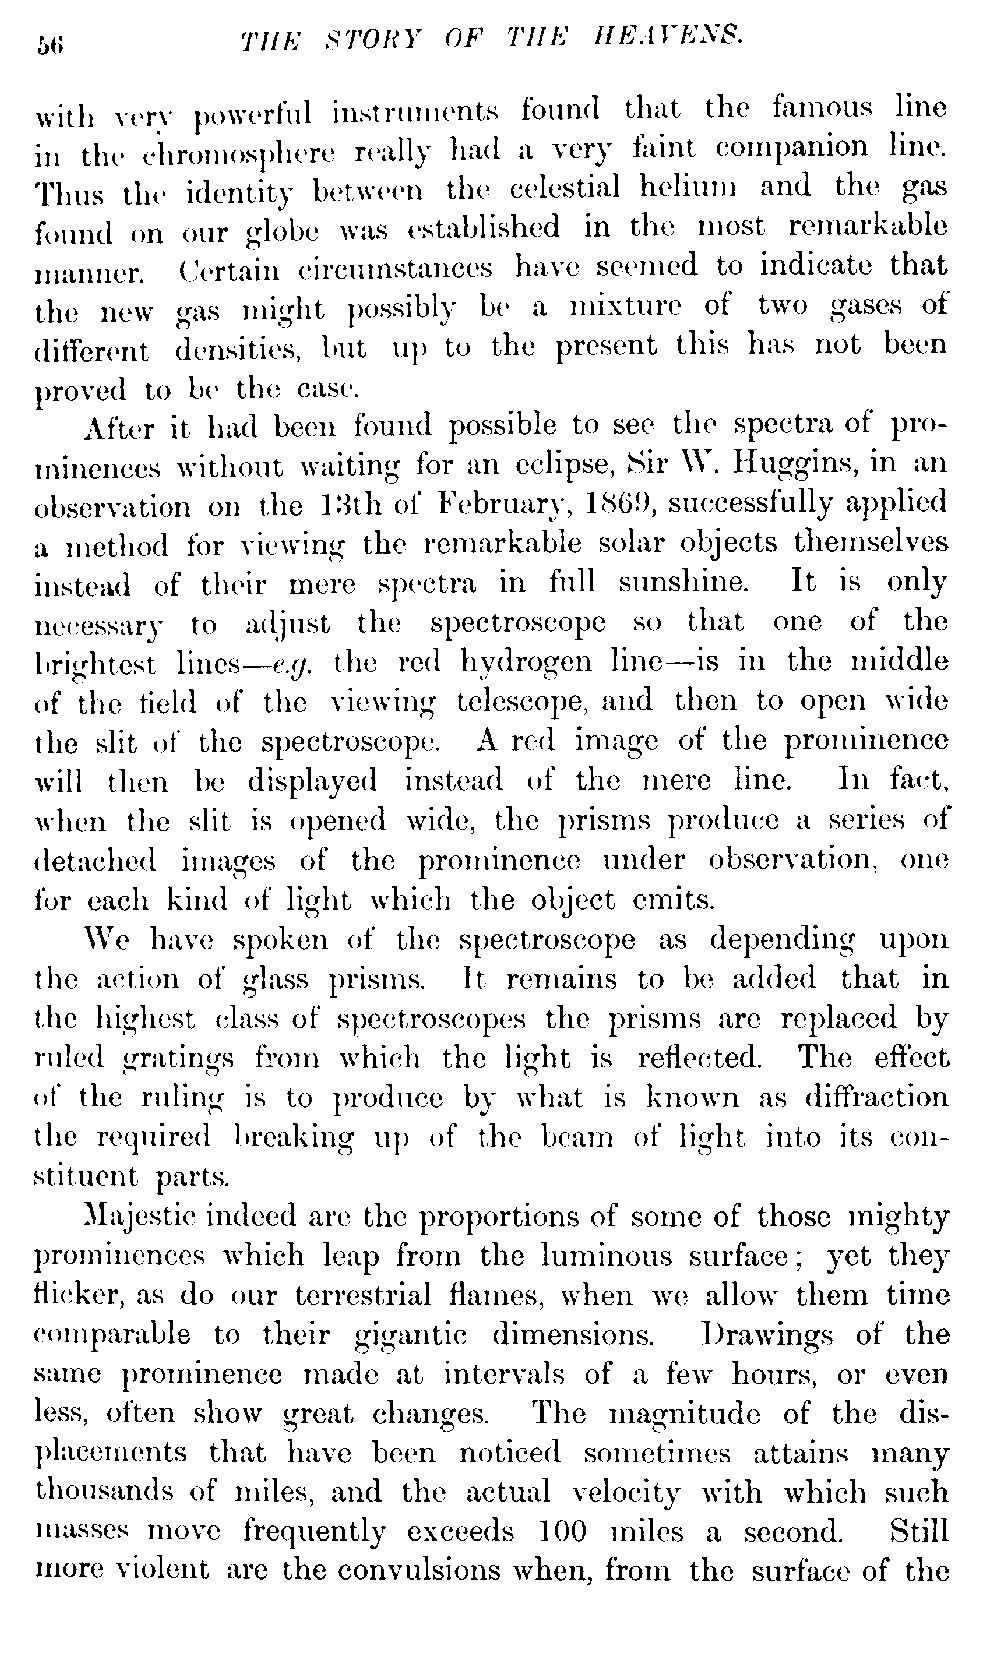 56 THE STORY OF THE HEAVENS.
with very powerful instruments found that the famous line
in the chromosphere really had a very faint companion line.
Thus the identity between the celestial helium and the gas
found on our globe was established in the most remarkable
manner. Certain circumstances have seemed to indicate that
the new gas might possibly be a mixture of two gases of
different densities, but up to the present this has not been
proved to be the case.
After it had been found possible to see the spectra of pro-
minences without waiting for an eclipse, Sir W. Huggins, in an
observation on the 13th of February, 1869, successfully applied
a method for viewing the remarkable solar objects themselves
instead of their mere spectra in full sunshine. It is only
necessary to adjust the spectroscope so that one of the
brightest lines—e.g. the red hydrogen line—is in the middle
of the field of the viewing telescope, and then to open wide
the slit of the spectroscope. A red image of the prominence
will then be displayed instead of the mere line. In fact,
when the slit is opened wide, the prisms produce a series of
detached images of the prominence under observation, one
for each kind of light which the object emits.
We have spoken of the spectroscope as depending upon
the action of glass prisms. It remains to be added that in
the highest class of spectroscopes the prisms are replaced by
ruled gratings from which the light is reflected. The effect
of the ruling is to produce by what is known as diffraction
the required breaking up of the beam of light into its con-
stituent parts.
Majestic indeed are the proportions of some of those mighty
prominences which leap from the luminous surface; yet they
flicker, as do our terrestrial flames, when we allow them time
comparable to their gigantic dimensions. Drawings of the
same prominence made at intervals of a few hours, or even
less, often show great changes. The magnitude of the dis-
placements that have been noticed sometimes attains many
thousands of miles, and the actual velocity with which such
masses move frequently exceeds 100 miles a second. Still
more violent are the convulsions when, from the surface of the